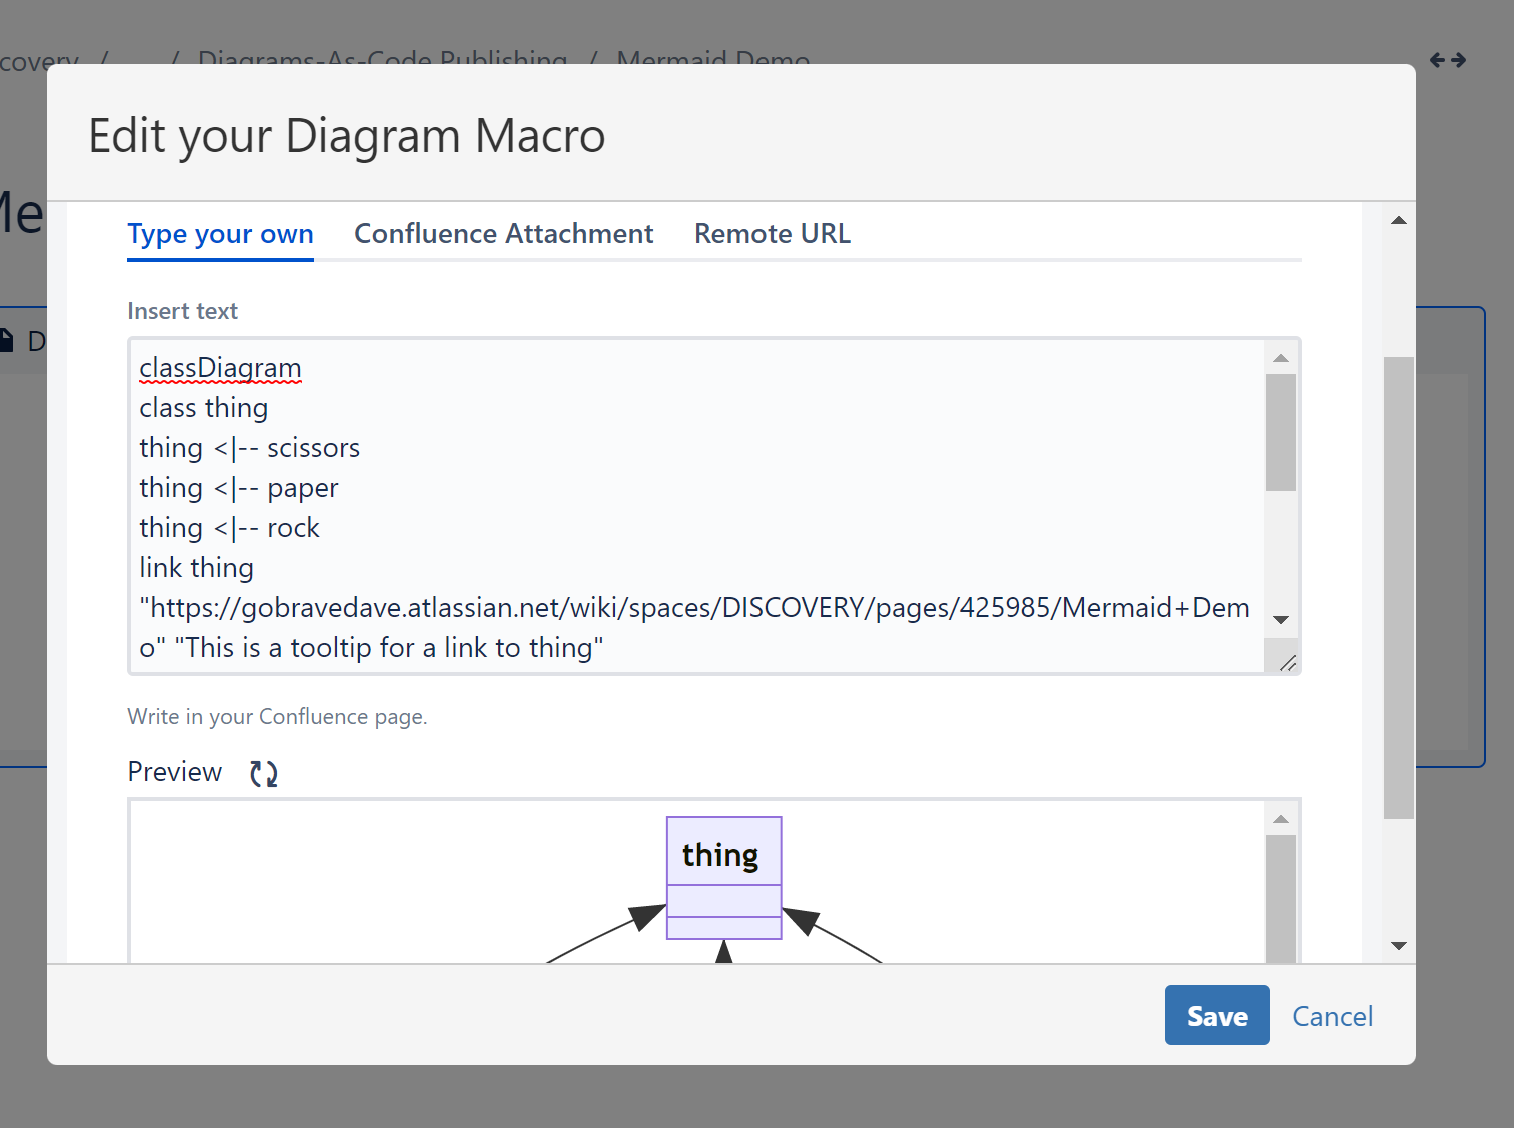 covery / / Diagrams-As-Code Publishing / Mermaid Demo
Edit your Diagram Macro
Me
Type your own Confluence Attachment Remote URL
Insert text
D
classDiagram
class thing
thing <|-- scissors
thing <|-- paper
thing <|-- rock
link thing
"https://gobravedave.atlassian.net/wiki/spaces/DISCOVERY/pages/425985/Mermaid+Dem
o" "This is a tooltip for a link to thing"
Write in your Confluence page.
Preview
thing
Save Cancel